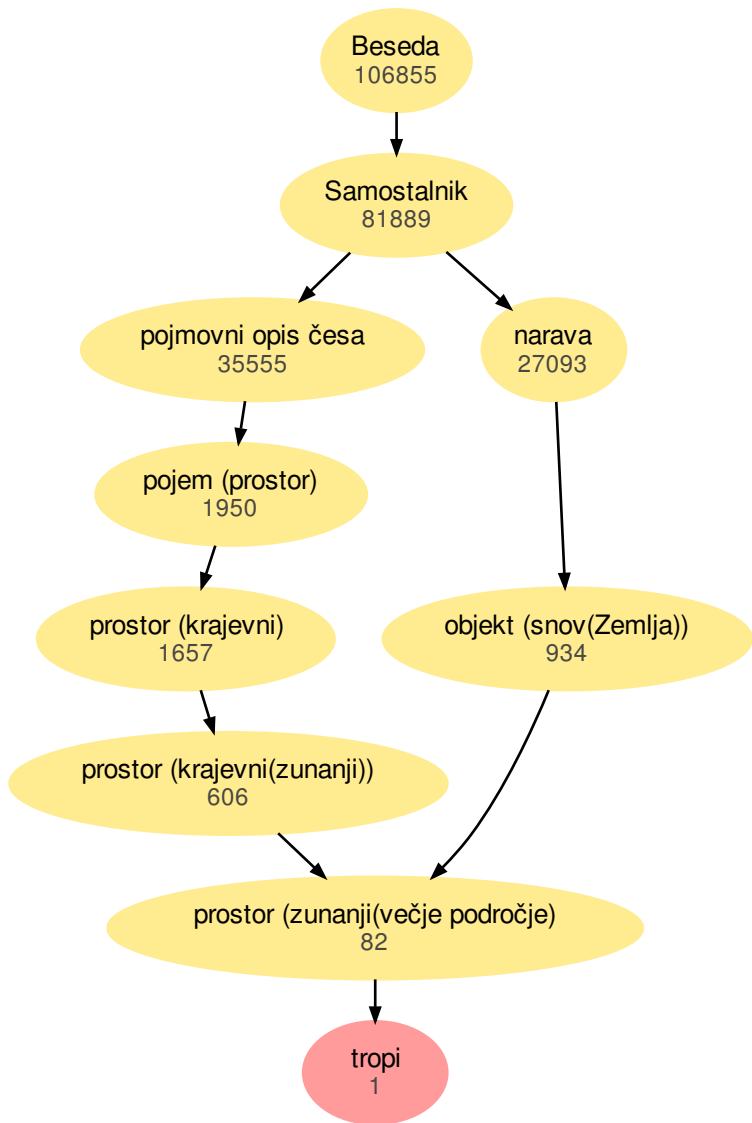 Beseda
106855
Samostalnik
81889
pojmovni opis česa
35555
narava
27093
pojem (prostor)
1950
prostor (krajevni)
1657
objekt (snov(Zemlja))
934
prostor (krajevni(zunanji))
606
prostor (zunanji(večje področje)
82
tropi
1